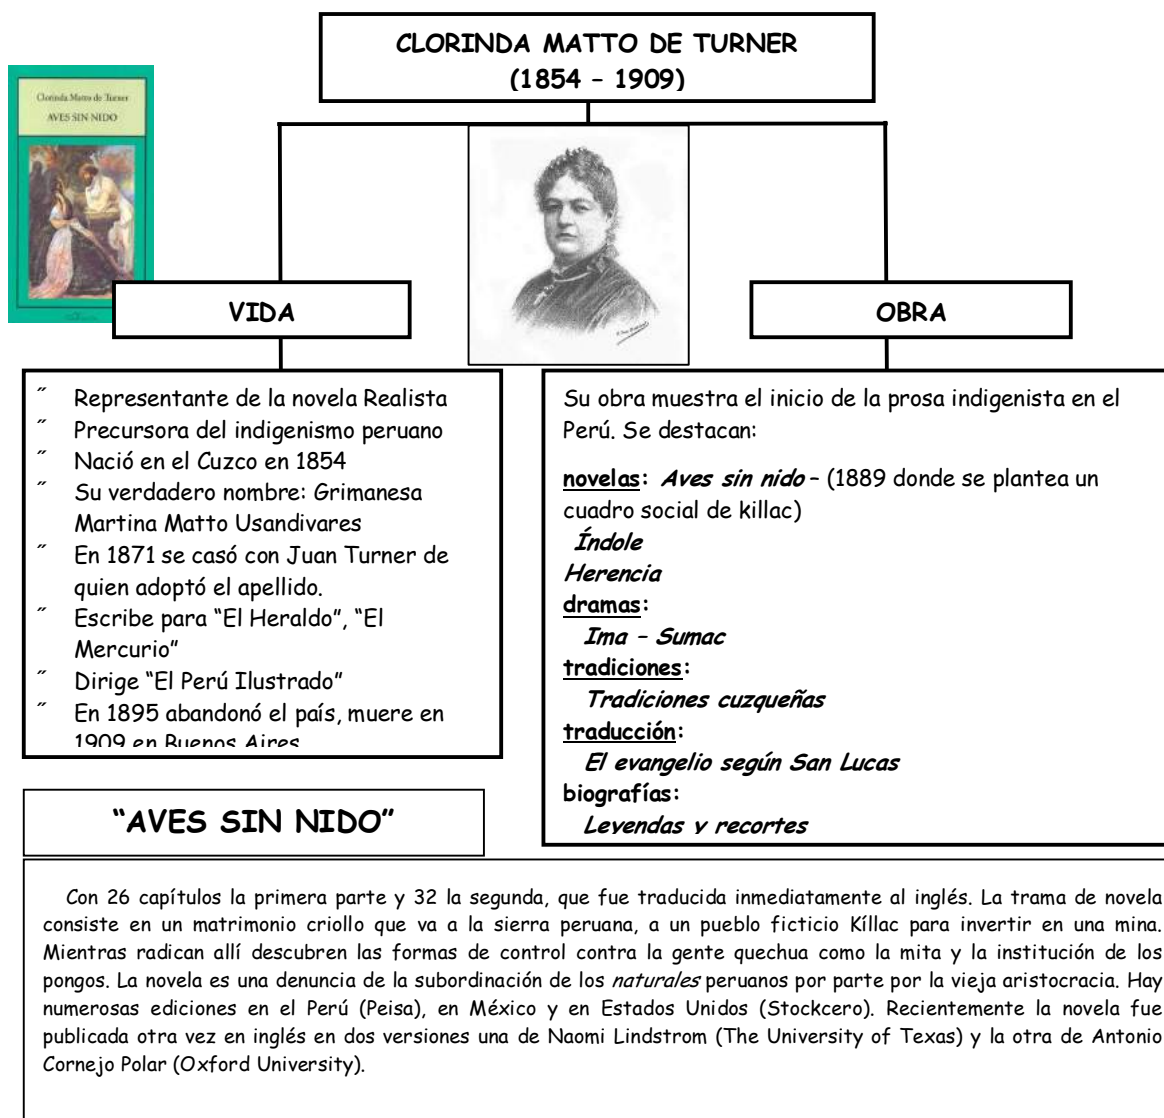 CLORINDA MATTO DE TURNER
(1854 – 1909)
Clorinda Matto de Turner
AVES SIN NIDO
VIDA
OBRA
˝ Representante de la novela Realista
˝ Precursora del indigenismo peruano
˝ Nació en el Cuzco en 1854
˝ Su verdadero nombre: Grimanesa
Martina Matto Usandivares
˝ En 1871 se casó con Juan Turner de
quien adoptó el apellido.
˝ Escribe para “El Heraldo”, “El
Mercurio”
˝ Dirige “El Perú Ilustrado”
˝ En 1895 abandonó el país, muere en
1909 en Buenos Aires
Su obra muestra el inicio de la prosa indigenista en el
Perú. Se destacan:
novelas: Aves sin nido – (1889 donde se plantea un
cuadro social de killac)
Índole
Herencia
dramas:
Ima – Sumac
tradiciones:
Tradiciones cuzqueñas
traducción:
El evangelio según San Lucas
biografías:
Leyendas y recortes
“AVES SIN NIDO”
Con 26 capítulos la primera parte y 32 la segunda, que fue traducida inmediatamente al inglés. La trama de novela
consiste en un matrimonio criollo que va a la sierra peruana, a un pueblo ficticio Kíllac para invertir en una mina.
Mientras radican allí descubren las formas de control contra la gente quechua como la mita y la institución de los
pongos. La novela es una denuncia de la subordinación de los naturales peruanos por parte por la vieja aristocracia. Hay
numerosas ediciones en el Perú (Peisa), en México y en Estados Unidos (Stockcero). Recientemente la novela fue
publicada otra vez en inglés en dos versiones una de Naomi Lindstrom (The University of Texas) y la otra de Antonio
Cornejo Polar (Oxford University).